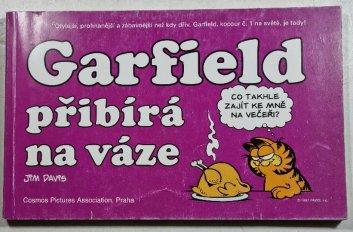 "Otylejší, prohnanější a zábavnější než kdy dřív. Garfield, kocour č. 1 na světě, je tady!
Garfield
přibírá
na váze
CO TAKHLE
ZAJÍT KE MNĚ
NA VEČEŘI?
JIM DAVIS
Cosmos Pictures Association, Praha